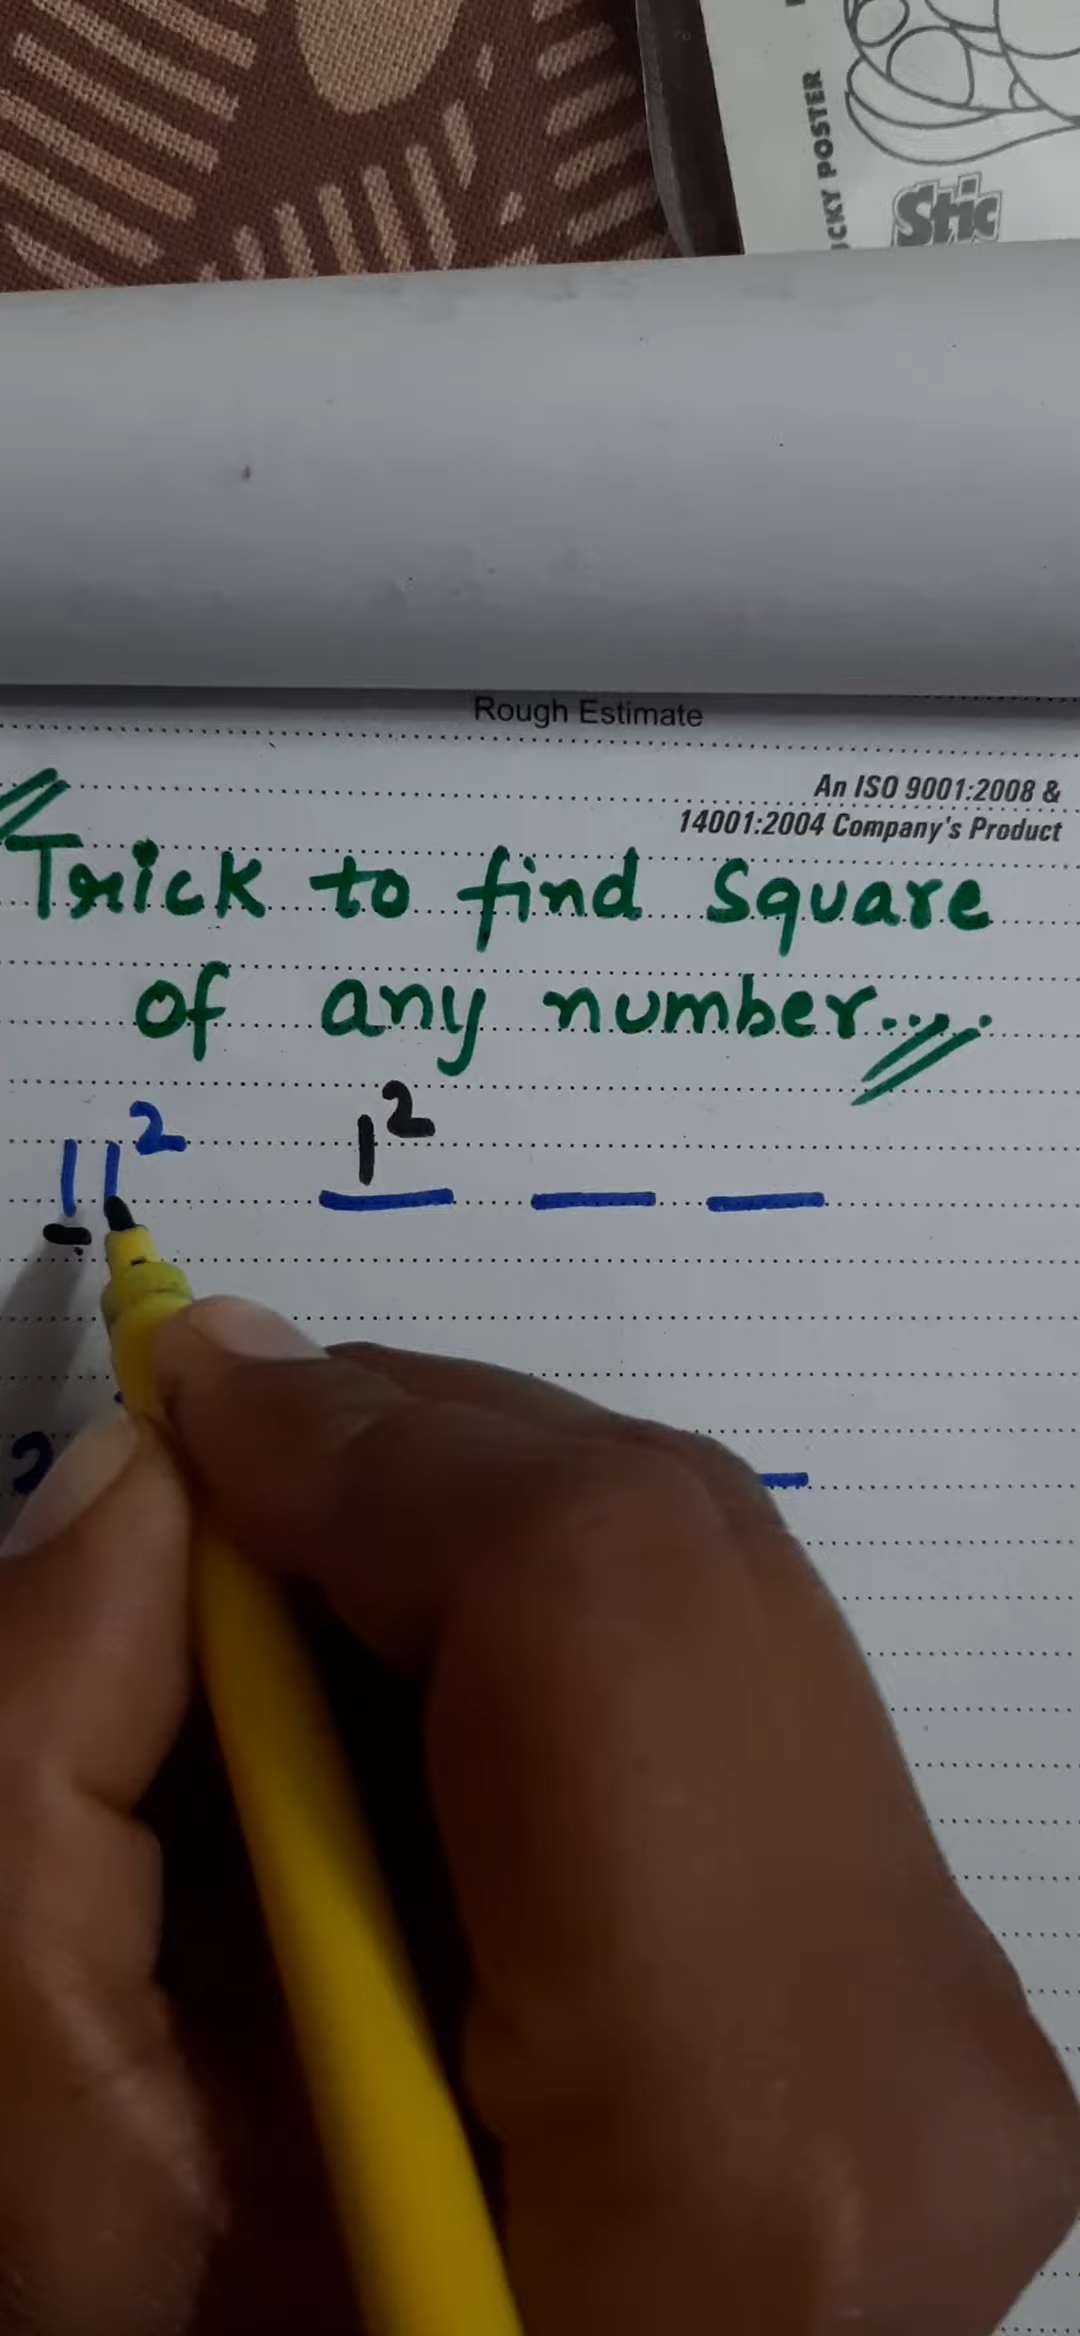 CKY POSTER
Stic
Rough Estimate
An ISO 9001:2008 &
14001:2004 Company's Product
Trick to find square
of any number....
11² 1² _ _
2